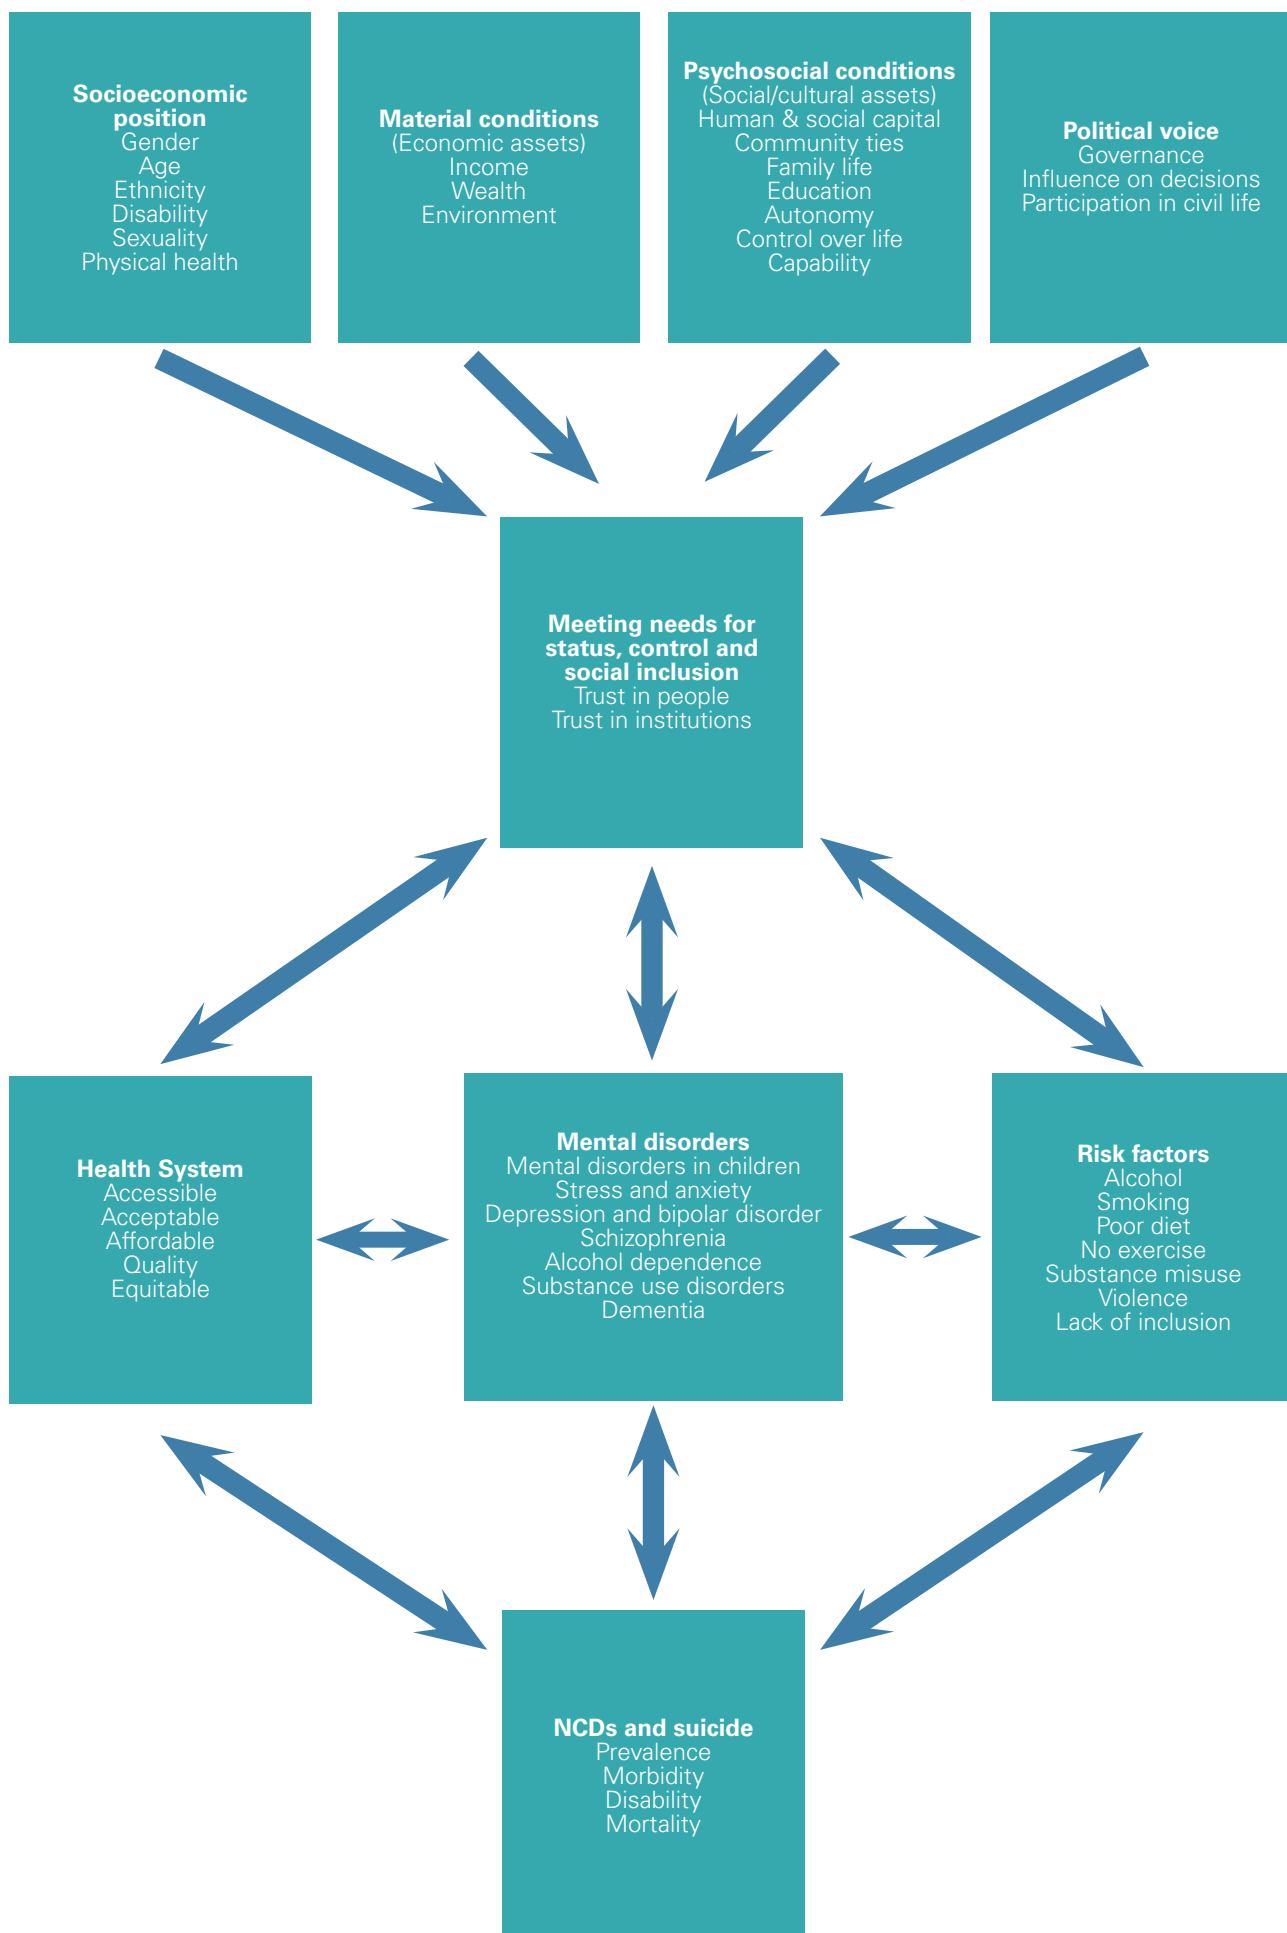 Socioeconomic
position
Gender
Age
Ethnicity
Disability
Sexuality
Physical health
Material conditions
(Economic assets)
Income
Wealth
Environment
Psychosocial conditions
(Social/cultural assets)
Human & social capital
Community ties
Family life
Education
Autonomy
Control over life
Capability
Political voice
Governance
Influence on decisions
Participation in civil life
Meeting needs for
status, control and
social inclusion
Trust in people
Trust in institutions
Health System
Accessible
Acceptable
Affordable
Quality
Equitable
Mental disorders
Mental disorders in children
Stress and anxiety
Depression and bipolar disorder
Schizophrenia
Alcohol dependence
Substance use disorders
Dementia
Risk factors
Alcohol
Smoking
Poor diet
No exercise
Substance misuse
Violence
Lack of inclusion
NCDs and suicide
Prevalence
Morbidity
Disability
Mortality